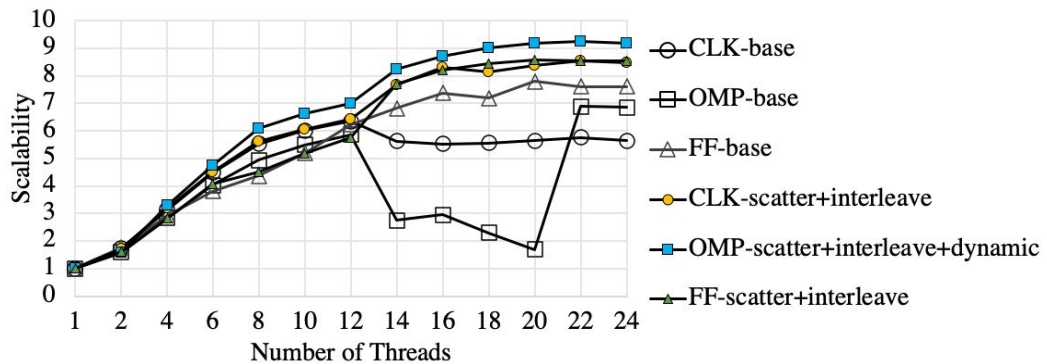 10
9
8
7
6
5
4
3
2
1
0
Scalability
1 2 4 6 8 10 12 14 16 18 20 22 24
Number of Threads
CLK-base
OMP-base
FF-base
CLK-scatter+interleave
OMP-scatter+interleave+dynamic
FF-scatter+interleave